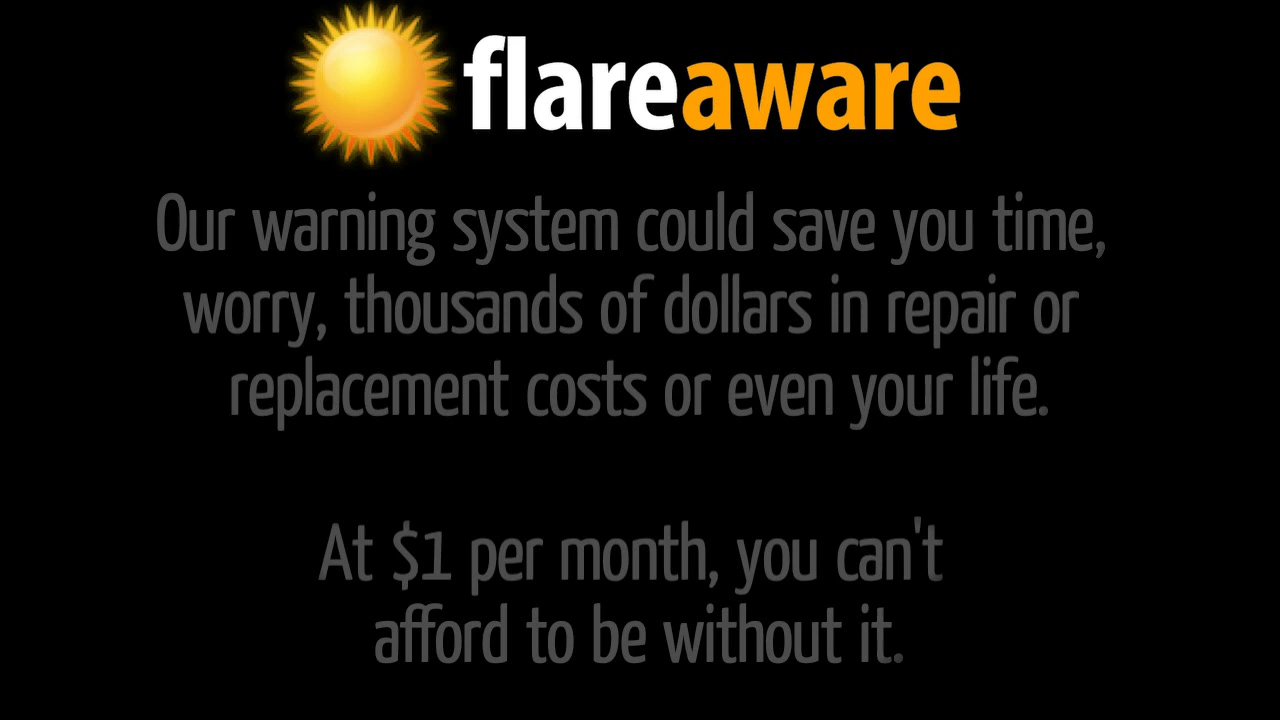 flareaware
Our warning system could save you time,
worry, thousands of dollars in repair or
replacement costs or even your life.
At $1 per month, you can't
afford to be without it.